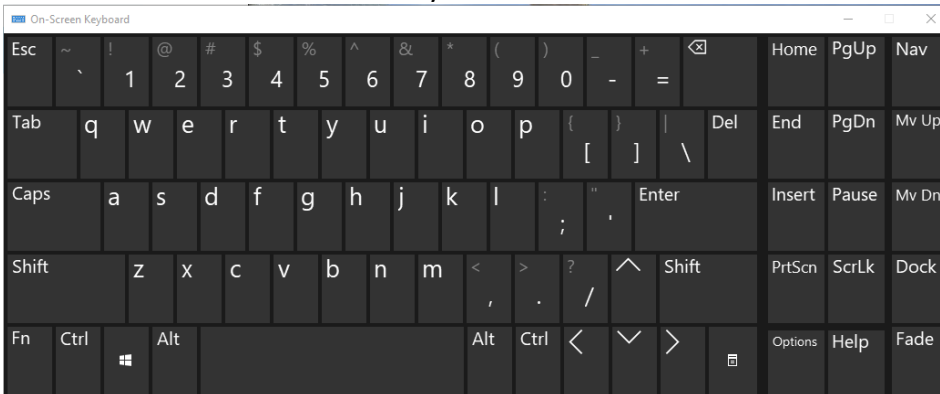 On-Screen Keyboard
Esc ~ ` ! 1 @ 2 # 3 $ 4 % 5 ^ 6 & 7 * 8 ( 9 ) 0 _ - + = Home PgUp Nav
Tab q w e r t y u i o p { [ } ] | \ Del End PgDn Mv Up
Caps a s d f g h j k l : ; " ' Enter Insert Pause Mv Dn
Shift z x c v b n m < , > . ? / Shift PrtScn ScrLk Dock
Fn Ctrl Alt Alt Ctrl Options Help Fade